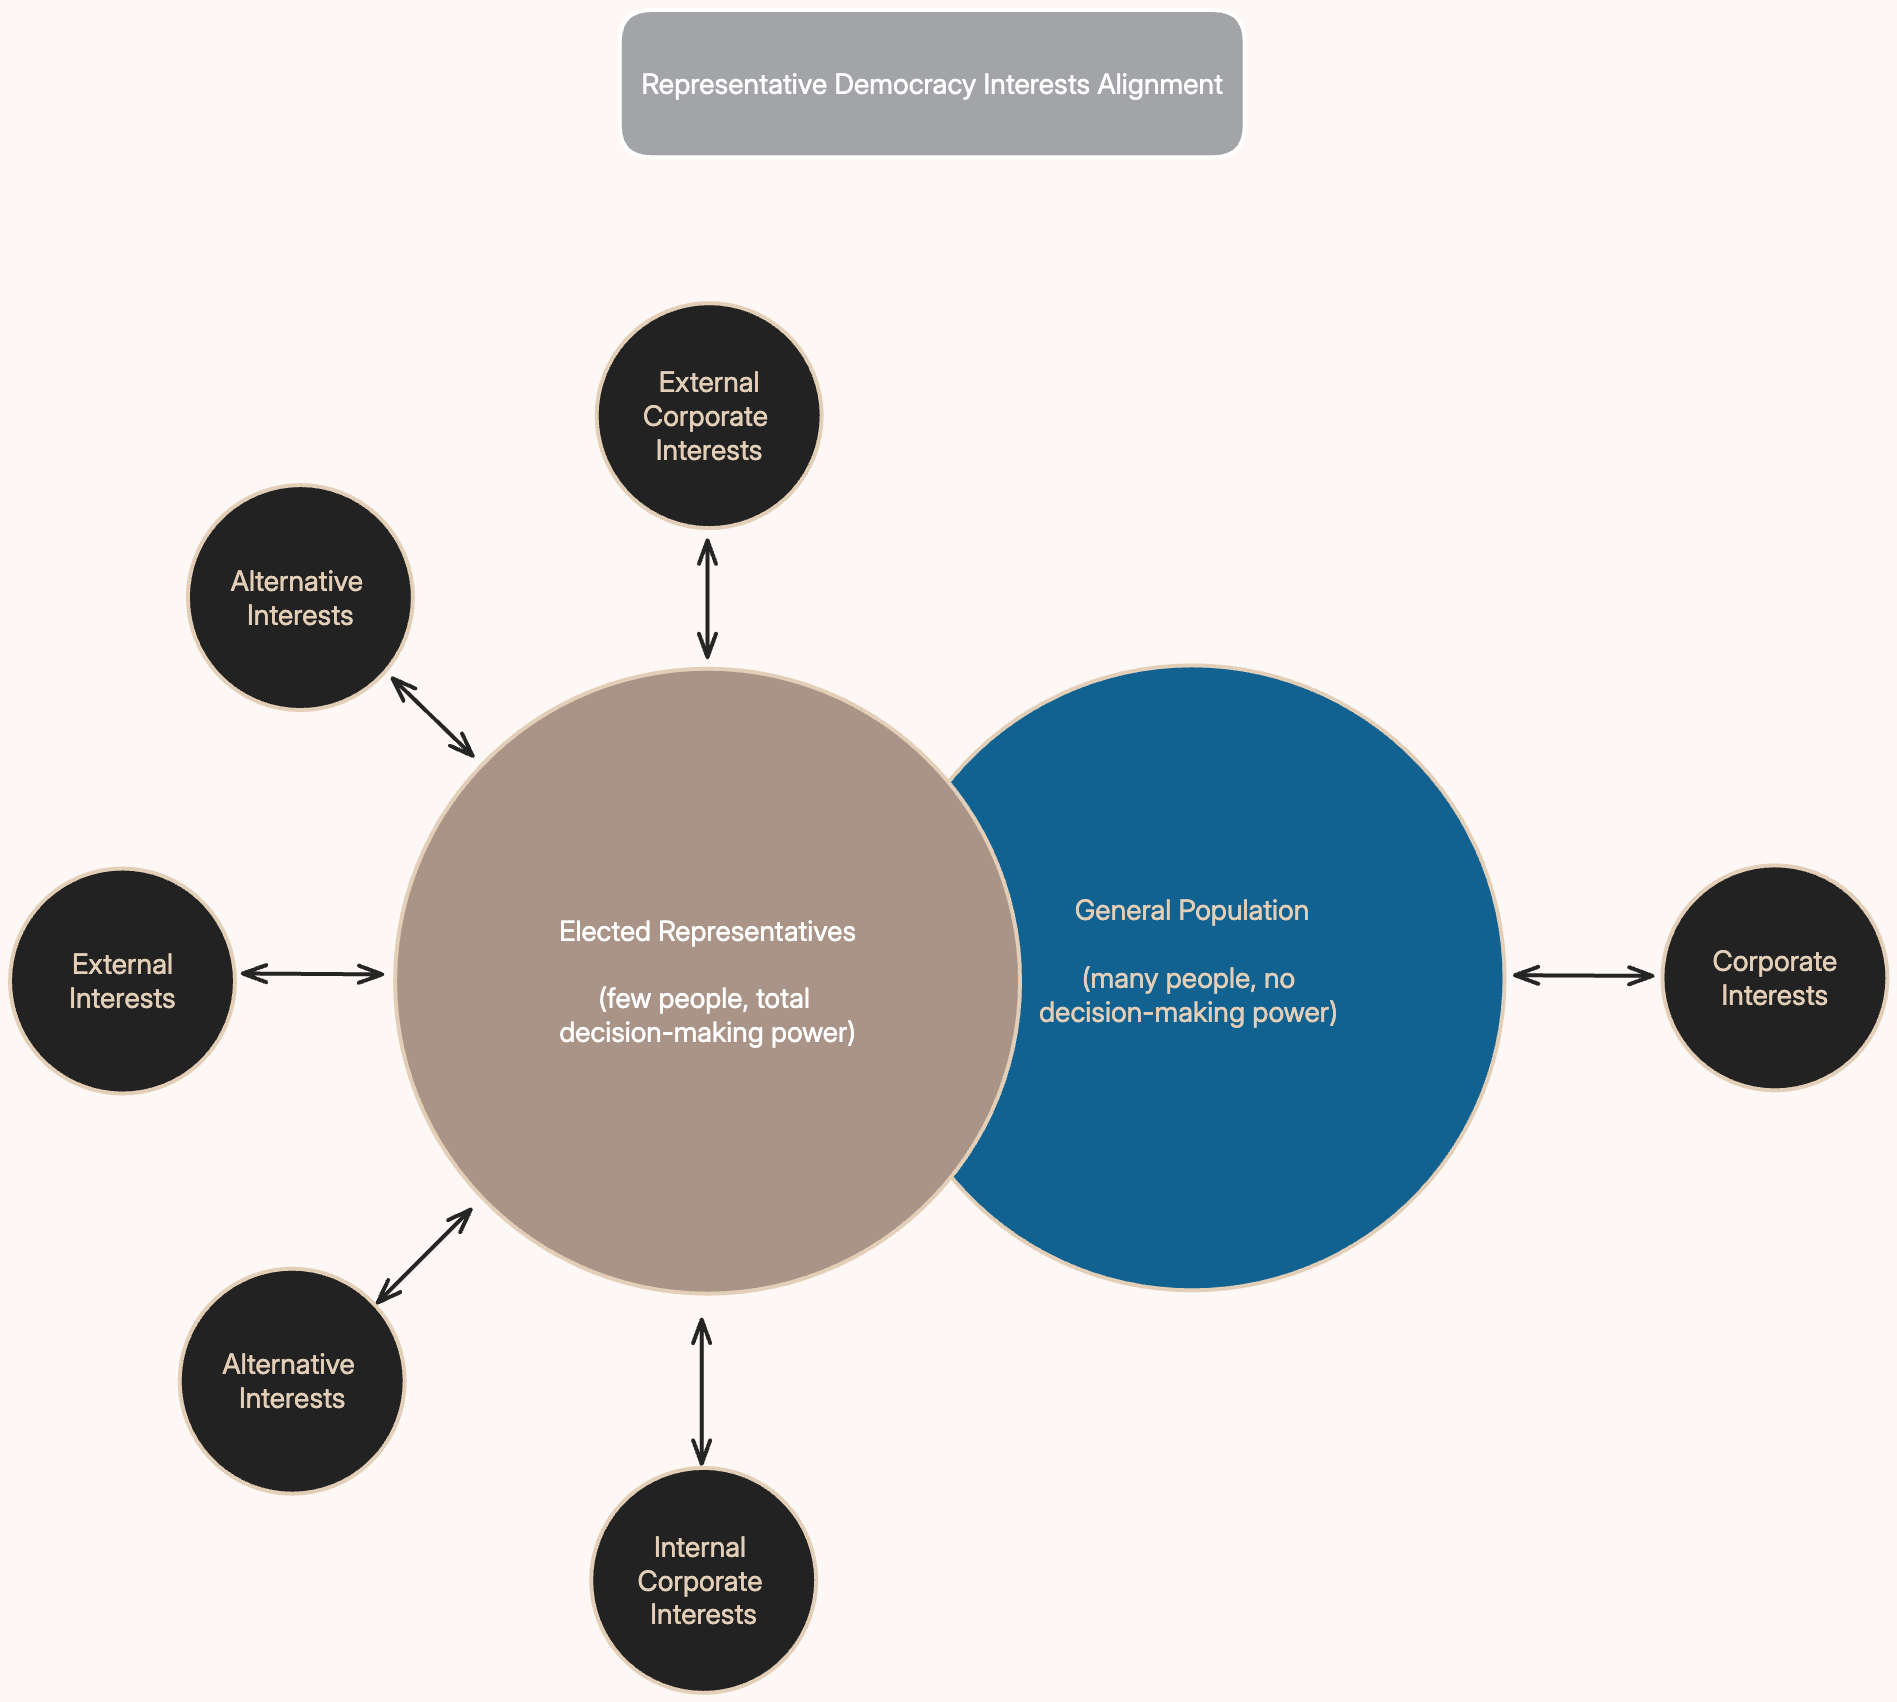 Representative Democracy Interests Alignment
External
Corporate
Interests
Alternative
Interests
Elected Representatives
(few people, total
decision-making power)
General Population
(many people, no
decision-making power)
External
Interests
Corporate
Interests
Alternative
Interests
Internal
Corporate
Interests